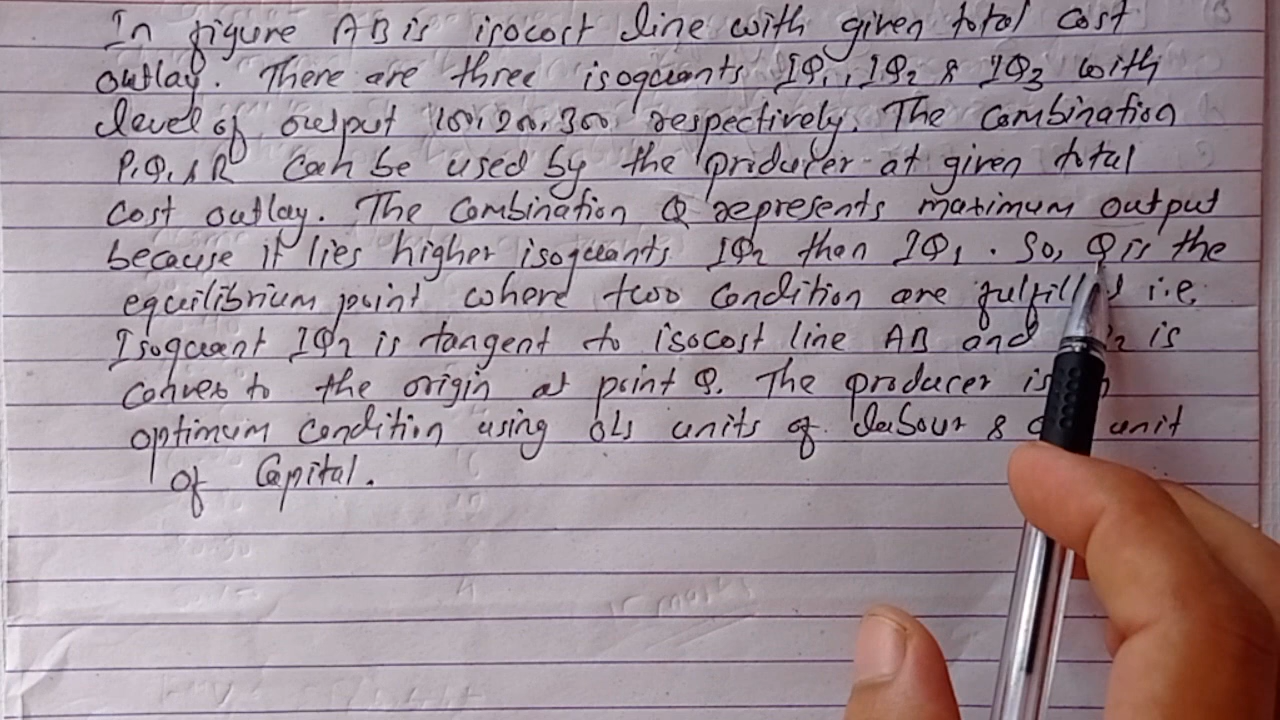 In figure AB is isocost line with given total cost
outlay. There are three isoquants IQ1, IQ2 & IQ3 with
level of output 100, 200, 300 respectively. The combination
P, Q, & R can be used by the producer at given total
cost outlay. The combination Q represents maximum output
because it lies higher isoquants IQ2 than IQ1. So, Q is the
equilibrium point where two condition are i.e.
Isoquant IQ2 is tangent to isocost line AB and is
convex to the origin at point Q. The producer is
optimum condition using OL1 units of labour & unit
of Capital.